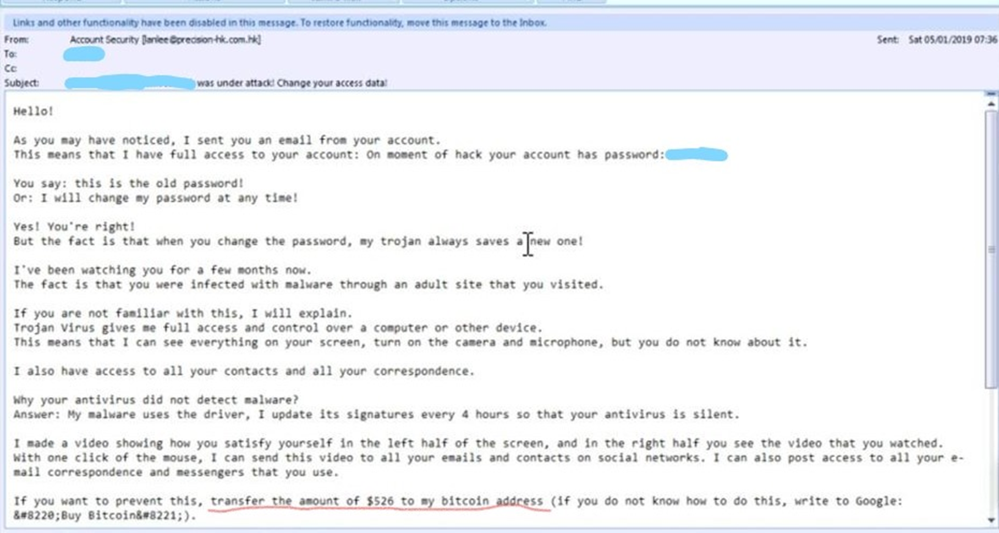 Links and other functionality have been disabled in this message. To restore functionality, move this message to the Inbox.
From: Account Security [lanlee@precision-hk.com.hk] Sent: Sat 05/01/2019 07:36
To:
Cc:
Subject: was under attack! Change your access data!
Hello!
As you may have noticed, I sent you an email from your account.
This means that I have full access to your account: On moment of hack your account has password:
You say: this is the old password!
Or: I will change my password at any time!
Yes! You're right!
But the fact is that when you change the password, my trojan always saves a new one!
I've been watching you for a few months now.
The fact is that you were infected with malware through an adult site that you visited.
If you are not familiar with this, I will explain.
Trojan Virus gives me full access and control over a computer or other device.
This means that I can see everything on your screen, turn on the camera and microphone, but you do not know about it.
I also have access to all your contacts and all your correspondence.
Why your antivirus did not detect malware?
Answer: My malware uses the driver, I update its signatures every 4 hours so that your antivirus is silent.
I made a video showing how you satisfy yourself in the left half of the screen, and in the right half you see the video that you watched.
With one click of the mouse, I can send this video to all your emails and contacts on social networks. I can also post access to all your e-
mail correspondence and messengers that you use.
If you want to prevent this, transfer the amount of $526 to my bitcoin address (if you do not know how to do this, write to Google:
&#8220;Buy Bitcoin&#8221;).